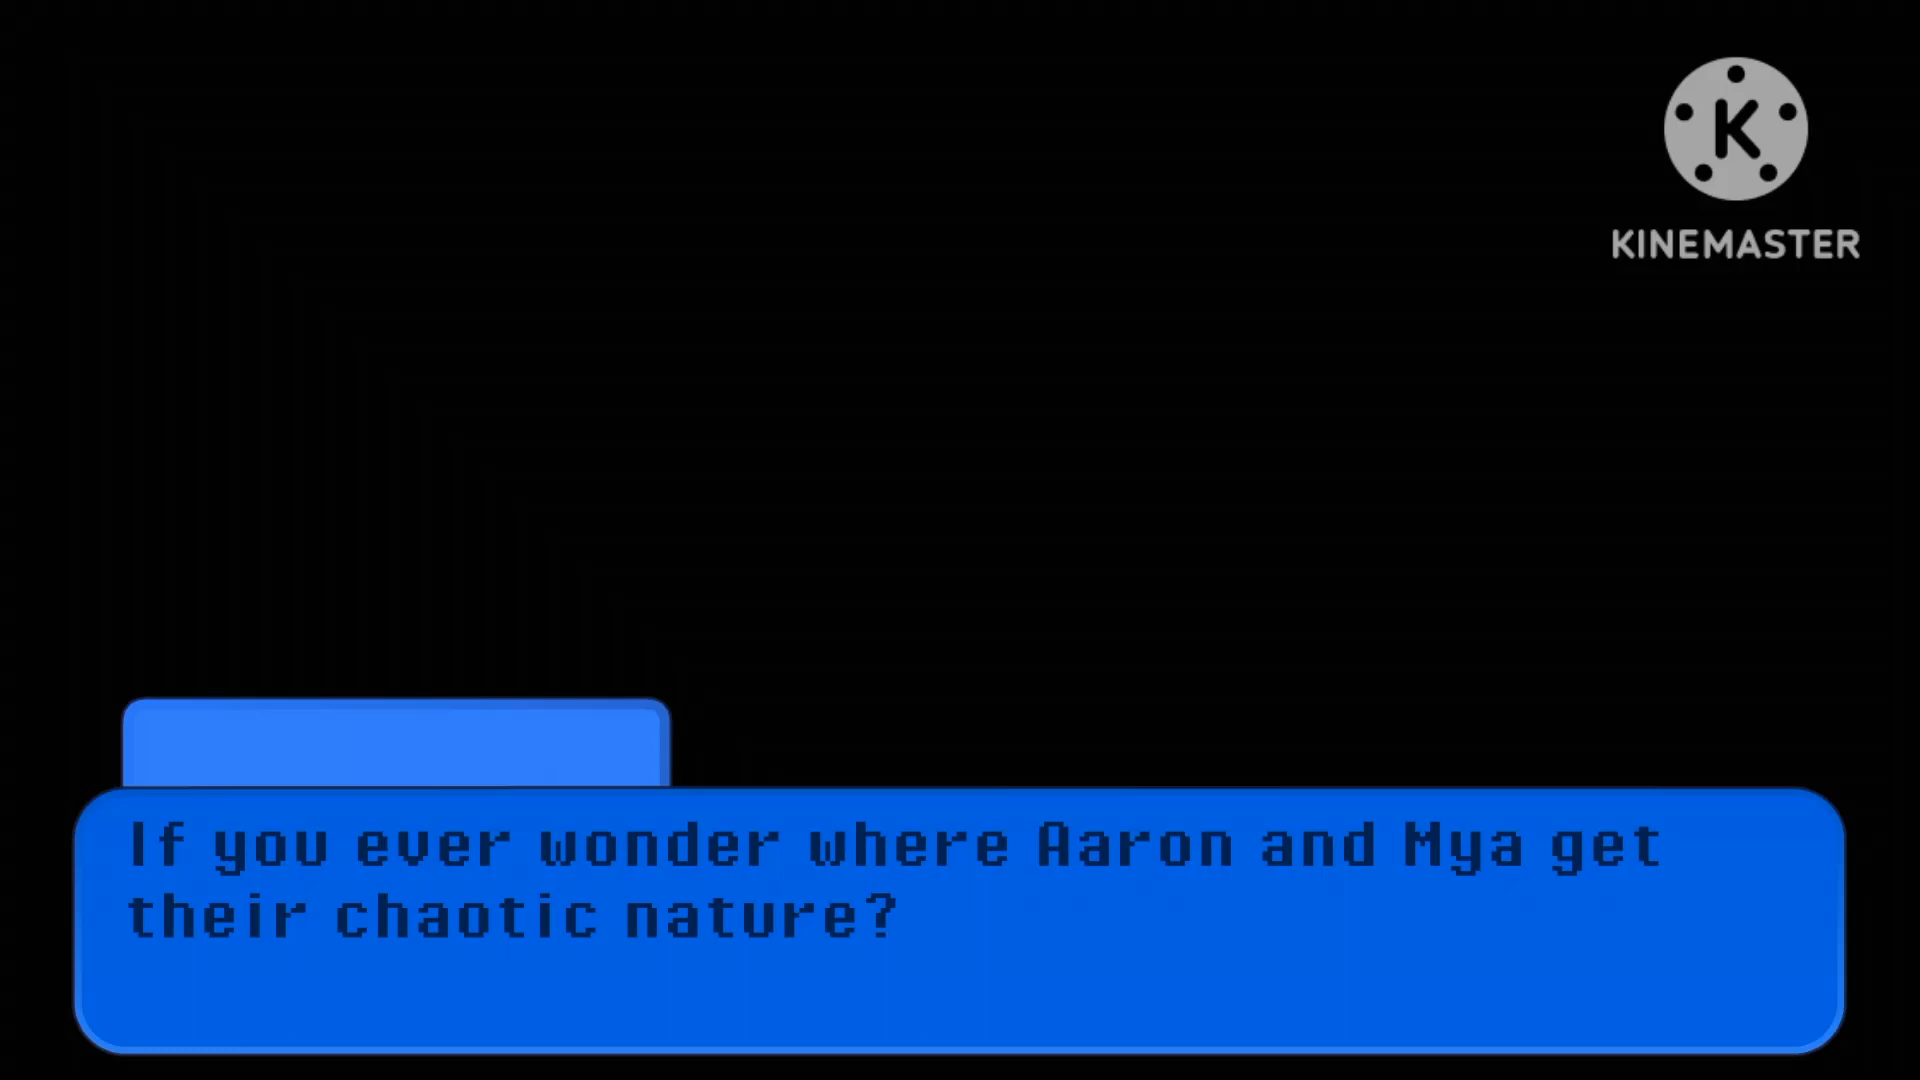 K
KINEMASTER
If you ever wonder where Aaron and Mya get
their chaotic nature?